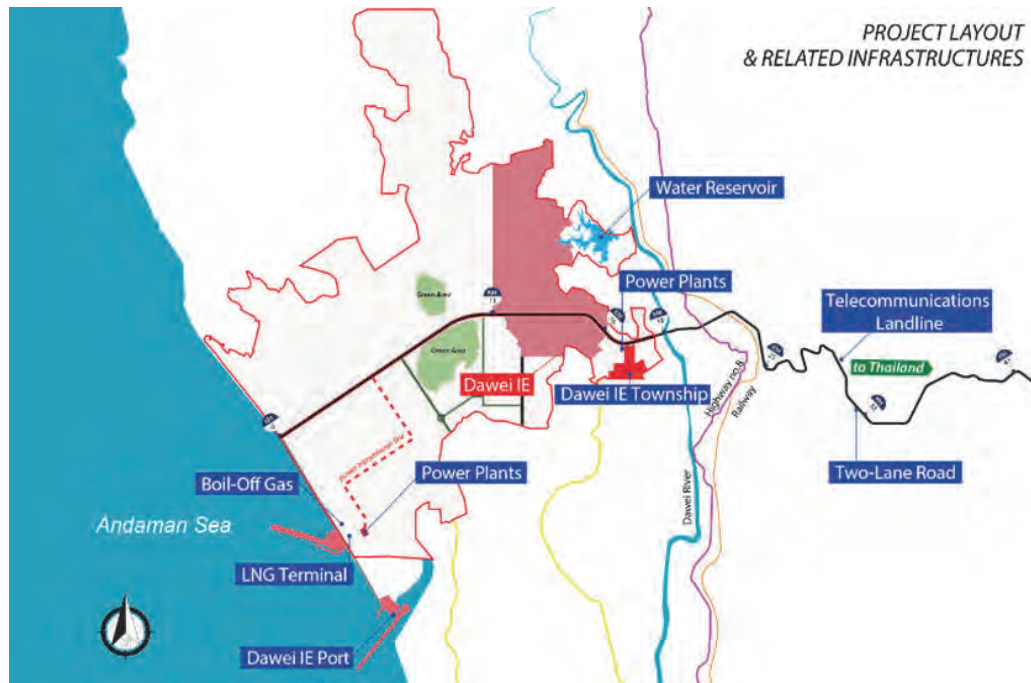 PROJECT LAYOUT
& RELATED INFRASTRUCTURES
Water Reservoir
Power Plants
Telecommunications
Landline
to Thailand
Green Area
Green Area
Dawei IE
Dawei IE Township
Highway no.8
Railway
Two-Lane Road
Dawei River
Boil-Off Gas
Power Plants
Andaman Sea
LNG Terminal
Dawei IE Port